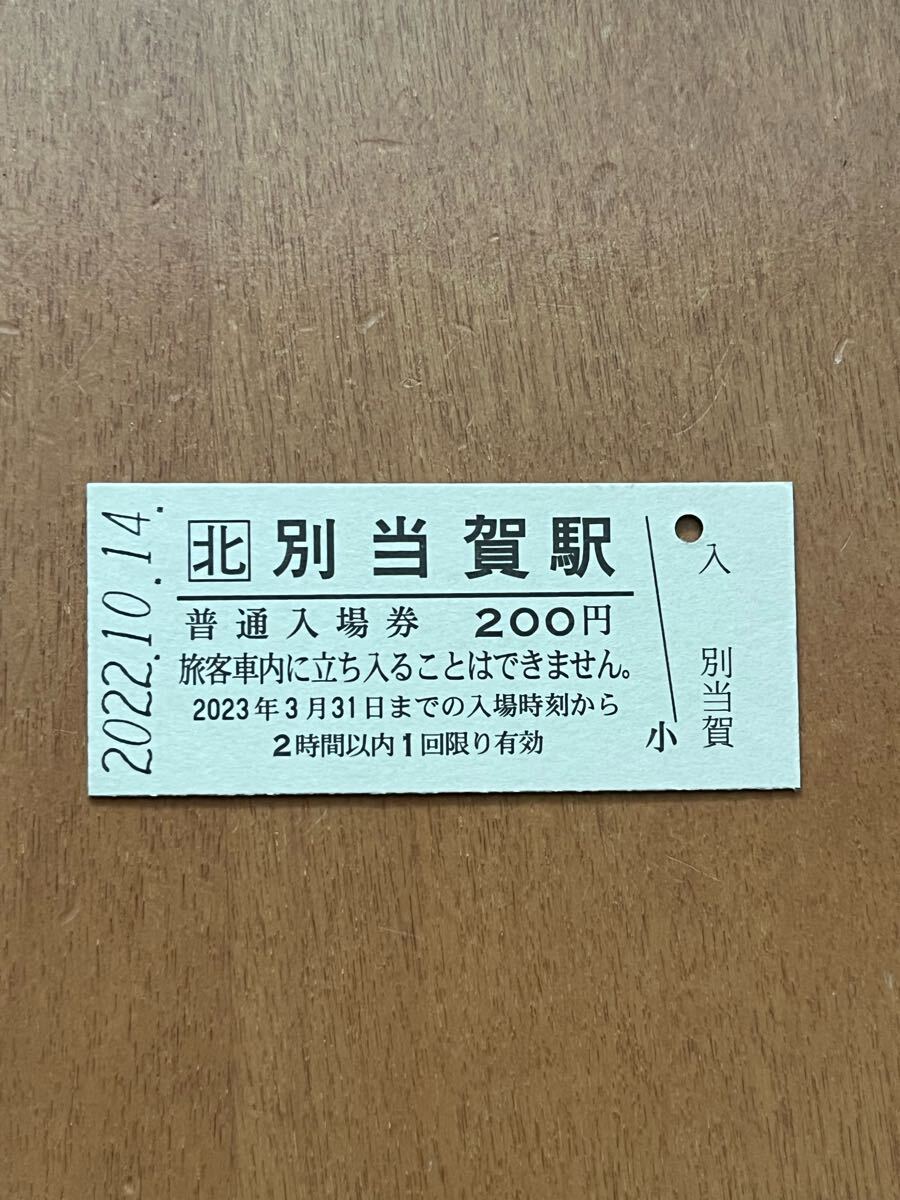 2022.10.14.
北 別当賀駅
普通入場券 200円
旅客車内に立ち入ることはできません。
2023年3月31日までの入場時刻から
2時間以内1回限り有効
小
入
別当賀